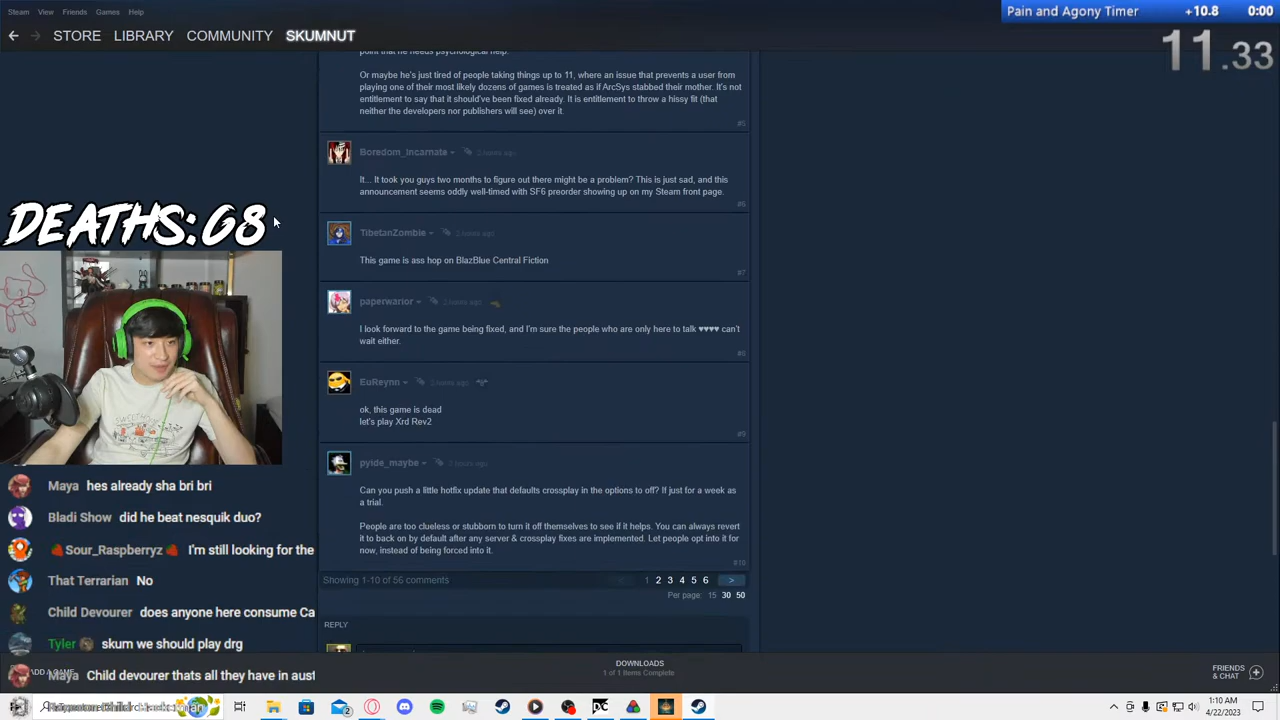 Steam View Friends Games Help
Pain and Agony Timer +10.8 0:00
STORE LIBRARY COMMUNITY SKUMNUT
11.33
point that he needs psychological help.
Or maybe he's just tired of people taking things up to 11, where an issue that prevents a user from
playing one of their most likely dozens of games is treated as if ArcSys stabbed their mother. It's not
entitlement to say that it should've been fixed already. It is entitlement to throw a hissy fit (that
neither the developers nor publishers will see) over it.
#5
Boredom_Incarnate
It... It took you guys two months to figure out there might be a problem? This is just sad, and this
announcement seems oddly well-timed with SF6 preorder showing up on my Steam front page.
#6
DEATHS:68
TibetanZombie
This game is ass hop on BlazBlue Central Fiction
#7
paperwarior
I look forward to the game being fixed, and I'm sure the people who are only here to talk ♥♥♥♥ can't
wait either.
#8
EuReynn
ok, this game is dead
let's play Xrd Rev2
#9
pyide_maybe
Can you push a little hotfix update that defaults crossplay in the options to off? If just for a week as
a trial.
People are too clueless or stubborn to turn it off themselves to see if it helps. You can always revert
it to back on by default after any server & crossplay fixes are implemented. Let people opt into it for
now, instead of being forced into it.
#10
Showing 1-10 of 56 comments
< 1 2 3 4 5 6 >
Per page: 15 30 50
REPLY
Maya hes already sha bri bri
Bladi Show did he beat nesquik duo?
🍓Sour_Raspberryz🍓 I'm still looking for the
That Terrarian No
Child Devourer does anyone here consume Ca
Tyler skum we should play drg
Maya Child devourer thats all they have in aust
ADD A GAME
DOWNLOADS
1 of 1 Items Complete
FRIENDS
& CHAT
1:10 AM
4/22/2023